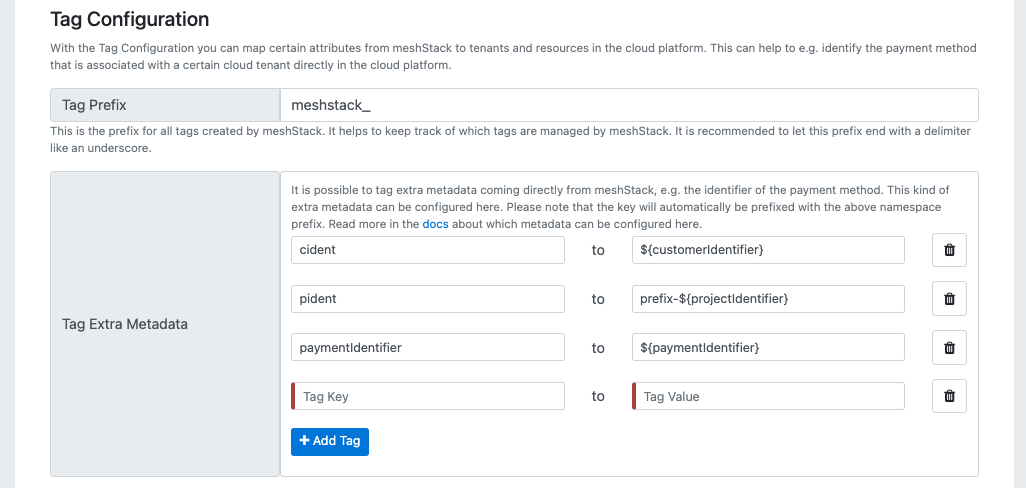 Tag Configuration
With the Tag Configuration you can map certain attributes from meshStack to tenants and resources in the cloud platform. This can help to e.g. identify the payment method
that is associated with a certain cloud tenant directly in the cloud platform.
Tag Prefix
meshstack_
This is the prefix for all tags created by meshStack. It helps to keep track of which tags are managed by meshStack. It is recommended to let this prefix end with a delimiter
like an underscore.
Tag Extra Metadata
It is possible to tag extra metadata coming directly from meshStack, e.g. the identifier of the payment method. This kind of
extra metadata can be configured here. Please note that the key will automatically be prefixed with the above namespace
prefix. Read more in the docs about which metadata can be configured here.
cident to ${customerIdentifier}
pident to prefix-${projectIdentifier}
paymentIdentifier to ${paymentIdentifier}
Tag Key to Tag Value
+ Add Tag